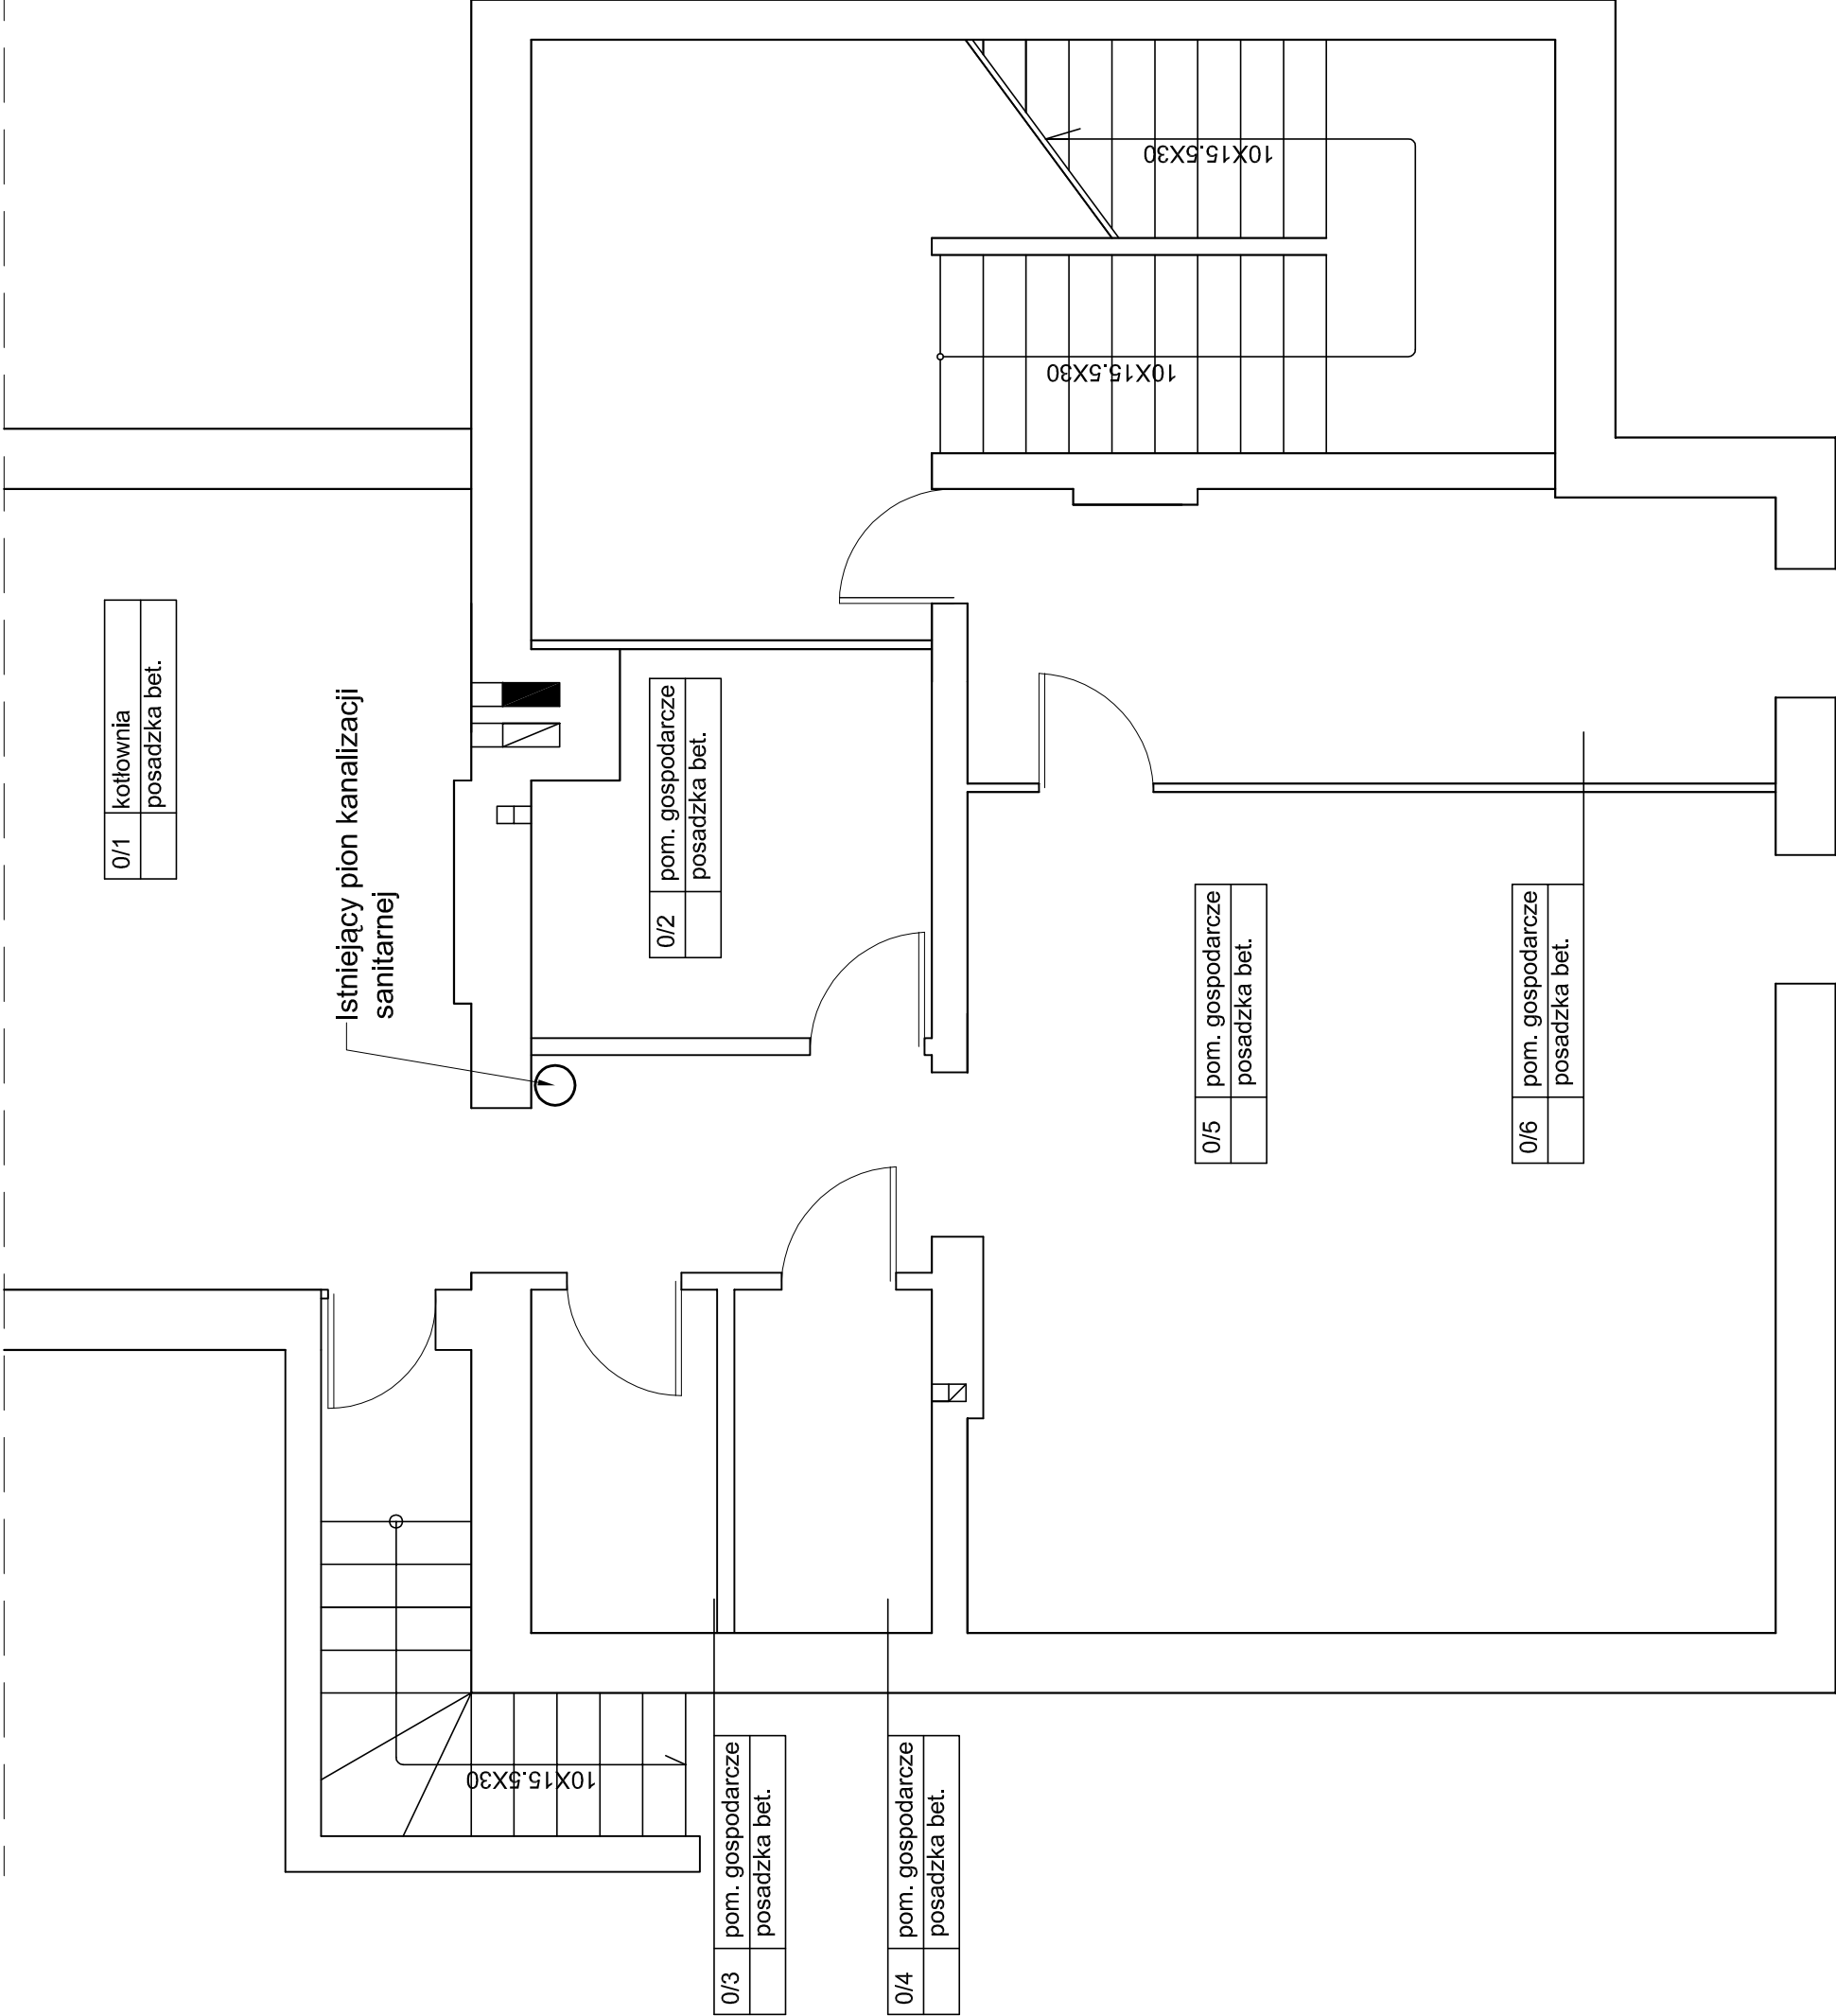 0/1 kotłownia
posadzka bet.
Istniejący pion kanalizacji
sanitarnej
0/2 pom. gospodarcze
posadzka bet.
0/3 pom. gospodarcze
posadzka bet.
0/4 pom. gospodarcze
posadzka bet.
0/5 pom. gospodarcze
posadzka bet.
0/6 pom. gospodarcze
posadzka bet.
10X15.5X30
10X15.5X30
10X15.5X30